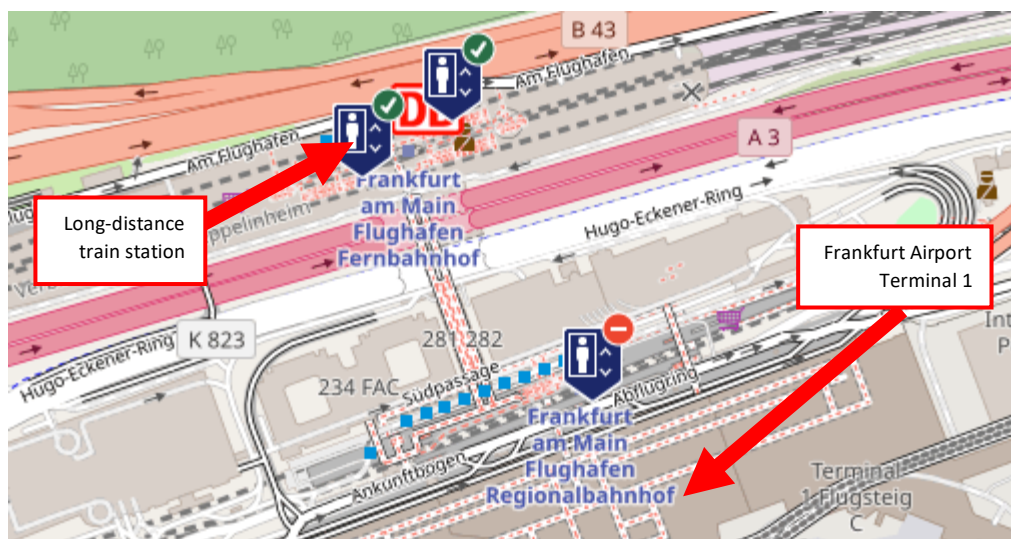 B 43
Am Flughafen
DB
A 3
Am Flughafen
Frankfurt
am Main
Flughafen
Fernbahnhof
Long-distance
train station
Hugo-Eckener-Ring
Frankfurt Airport
Terminal 1
K 823
Hugo-Eckener-Ring
281 282
234 FAC
Südpassage
Abflugring
Frankfurt
am Main
Flughafen
Regionalbahnhof
Ankunftbogen
Terminal
1 Flugsteig
C